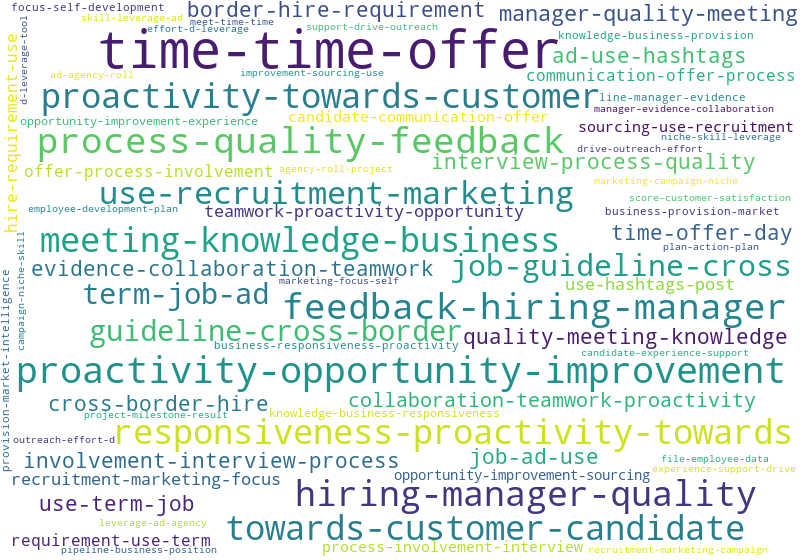 focus-self-development
border-hire-requirement
manager-quality-meeting
skill-leverage-ad
meet-time-time
effort-d-leverage
support-drive-outreach
knowledge-business-provision
time-time-offer
ad-use-hashtags
ad-agency-roll
improvement-sourcing-use
communication-offer-process
d-leverage-tool
hire-requirement-use
proactivity-towards-customer
line-manager-evidence
manager-evidence-collaboration
opportunity-improvement-experience
candidate-communication-offer
sourcing-use-recruitment
process-quality-feedback
niche-skill-leverage
drive-outreach-effort
interview-process-quality
offer-process-involvement
agency-roll-project
marketing-campaign-niche
use-recruitment-marketing
score-customer-satisfaction
employee-development-plan
teamwork-proactivity-opportunity
business-provision-market
meeting-knowledge-business
time-offer-day
plan-action-plan
campaign-niche-skill
provision-market-intelligence
evidence-collaboration-teamwork
job-guideline-cross
marketing-focus-self
use-hashtags-post
term-job-ad
feedback-hiring-manager
guideline-cross-border
quality-meeting-knowledge
business-responsiveness-proactivity
candidate-experience-support
proactivity-opportunity-improvement
cross-border-hire
collaboration-teamwork-proactivity
project-milestone-result
knowledge-business-responsiveness
responsiveness-proactivity-towards
outreach-effort-d
involvement-interview-process
job-ad-use
file-employee-data
experience-support-drive
recruitment-marketing-focus
opportunity-improvement-sourcing
use-term-job
hiring-manager-quality
leverage-ad-agency
towards-customer-candidate
requirement-use-term
pipeline-business-position
process-involvement-interview
recruitment-marketing-campaign